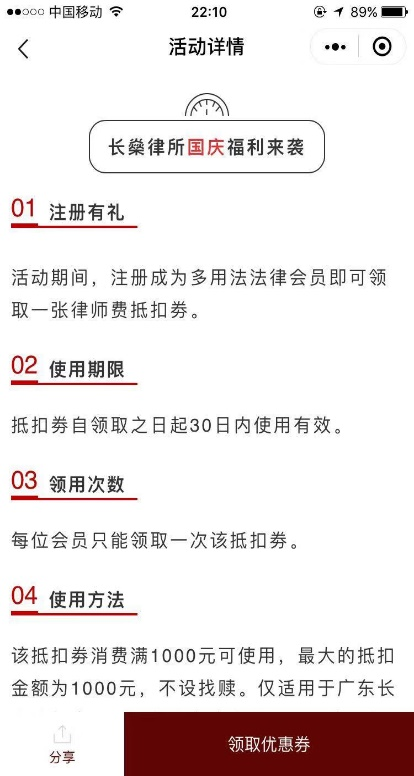 中国移动
22:10
89%
活动详情
长燊律所国庆福利来袭
01 注册有礼
活动期间，注册成为多用法法律会员即可领
取一张律师费抵扣券。
02 使用期限
抵扣券自领取之日起30日内使用有效。
03 领用次数
每位会员只能领取一次该抵扣券。
04 使用方法
该抵扣券消费满1000元可使用，最大的抵扣
金额为1000元，不设找赎。仅适用于广东长
分享
领取优惠券